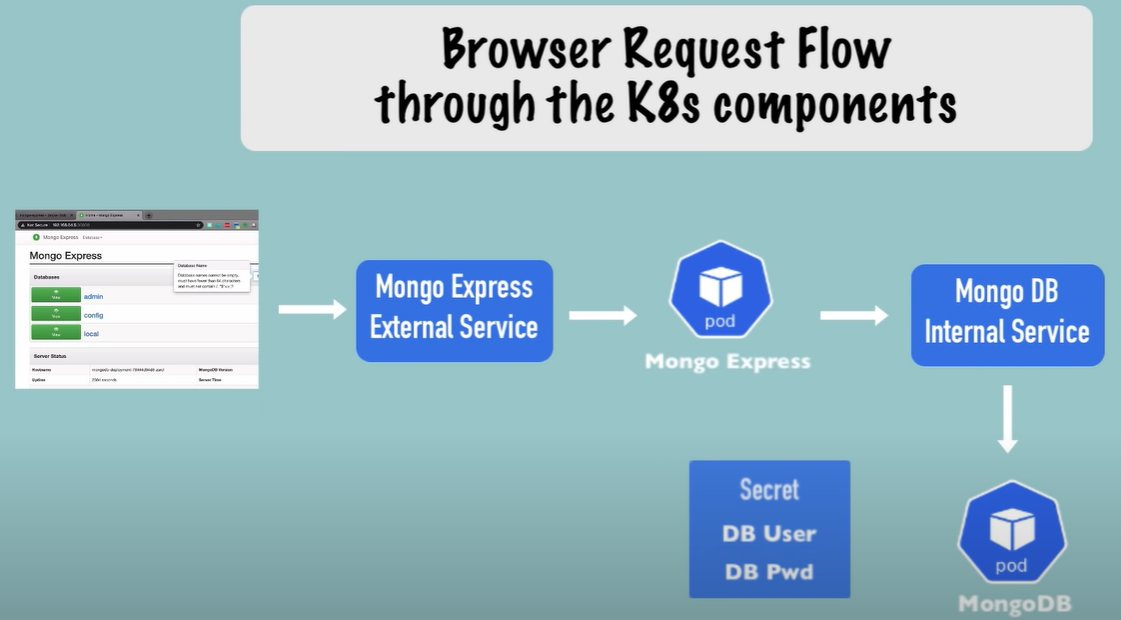 Browser Request Flow
through the K8s components
Mongo Express
Database
Mongo Express
Databases
Database Name
View
admin
View
config
View
local
Server Status
Hostname
MongoDB Version
Uptime
Server Time
Mongo Express
External Service
pod
Mongo Express
Mongo DB
Internal Service
Secret
DB User
DB Pwd
pod
MongoDB